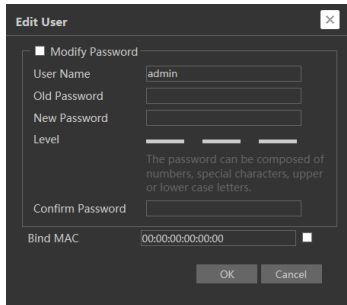 Edit User
Modify Password
User Name admin
Old Password
New Password
Level
The password can be composed of
numbers, special characters, upper
or lower case letters.
Confirm Password
Bind MAC 00:00:00:00:00:00
OK Cancel